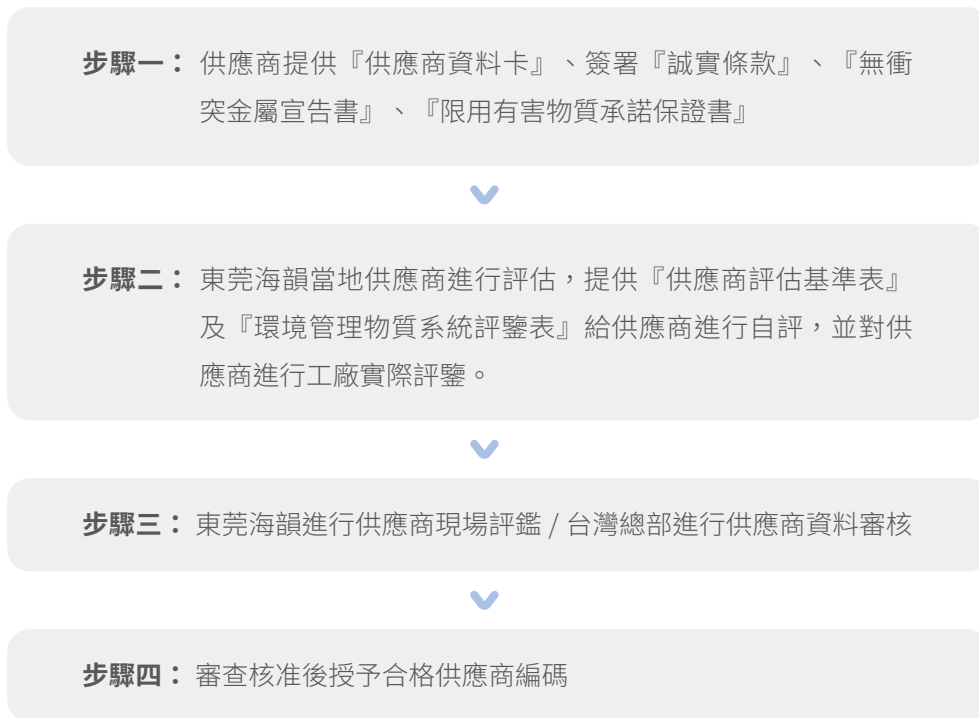 步驟一： 供應商提供『供應商資料卡』、簽署『誠實條款』、『無衝
突金屬宣告書』、『限用有害物質承諾保證書』
步驟二： 東莞海韻當地供應商進行評估，提供『供應商評估基準表』
及『環境管理物質系統評鑒表』給供應商進行自評，並對供
應商進行工廠實際評鑒。
步驟三： 東莞海韻進行供應商現場評鑑 / 台灣總部進行供應商資料審核
步驟四： 審查核准後授予合格供應商編碼